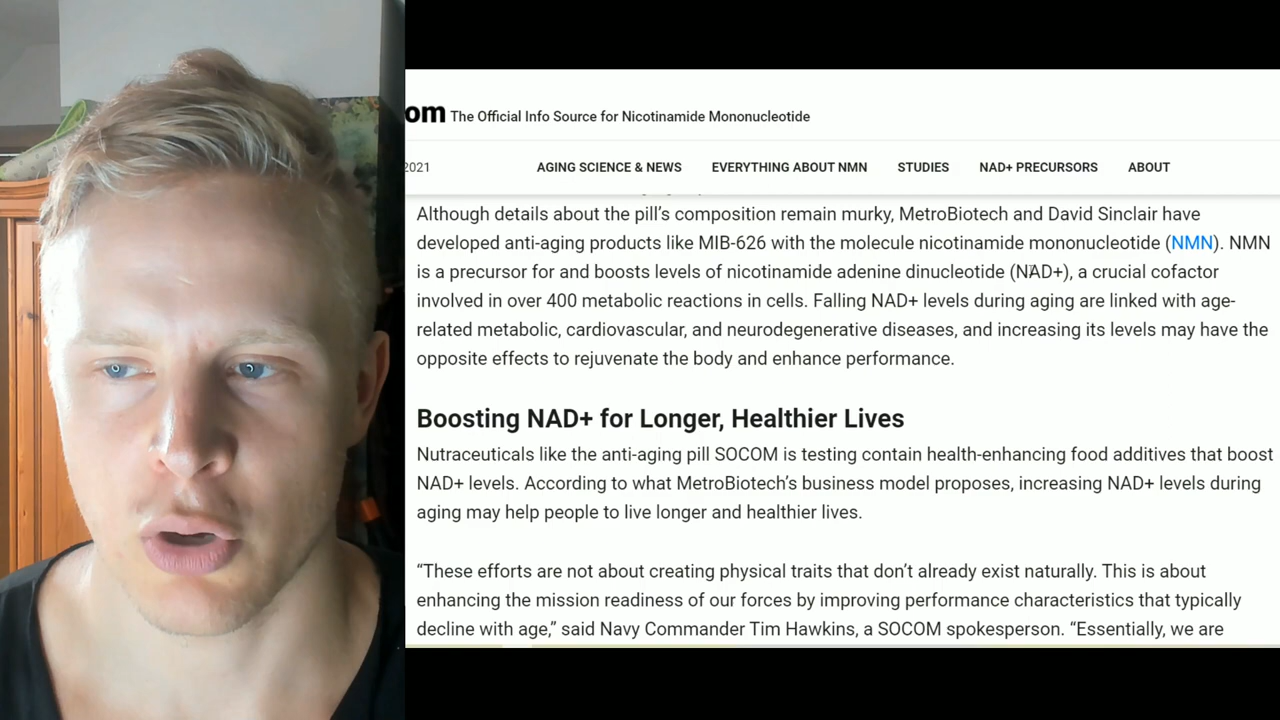 om The Official Info Source for Nicotinamide Mononucleotide
2021 AGING SCIENCE & NEWS EVERYTHING ABOUT NMN STUDIES NAD+ PRECURSORS ABOUT
Although details about the pill’s composition remain murky, MetroBiotech and David Sinclair have
developed anti-aging products like MIB-626 with the molecule nicotinamide mononucleotide (NMN). NMN
is a precursor for and boosts levels of nicotinamide adenine dinucleotide (NAD+), a crucial cofactor
involved in over 400 metabolic reactions in cells. Falling NAD+ levels during aging are linked with age-
related metabolic, cardiovascular, and neurodegenerative diseases, and increasing its levels may have the
opposite effects to rejuvenate the body and enhance performance.
Boosting NAD+ for Longer, Healthier Lives
Nutraceuticals like the anti-aging pill SOCOM is testing contain health-enhancing food additives that boost
NAD+ levels. According to what MetroBiotech’s business model proposes, increasing NAD+ levels during
aging may help people to live longer and healthier lives.
“These efforts are not about creating physical traits that don’t already exist naturally. This is about
enhancing the mission readiness of our forces by improving performance characteristics that typically
decline with age,” said Navy Commander Tim Hawkins, a SOCOM spokesperson. “Essentially, we are